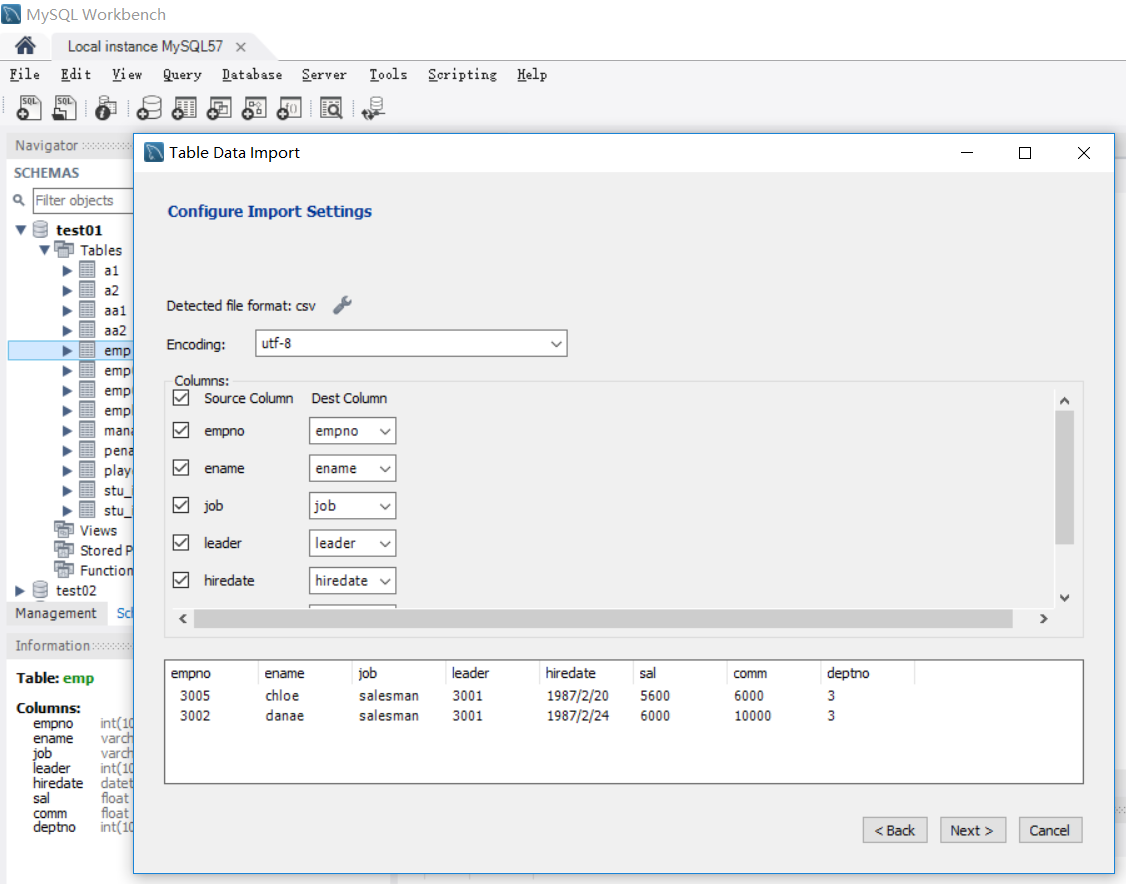 MySQL Workbench
Local instance MySQL57
File Edit View Query Database Server Tools Scripting Help
Navigator
SCHEMAS
Filter objects
test01
Tables
a1
a2
aa1
aa2
emp
emp
emp
emp
mana
pena
playe
stu_i
stu_i
Views
Stored P
Function
test02
Management Sch
Information
Table: emp
Columns:
empno int(10
ename varch
job varch
leader int(10
hiredate datet
sal float
comm float
deptno int(10
Table Data Import
Configure Import Settings
Detected file format: csv
Encoding: utf-8
Columns:
Source Column Dest Column
empno empno
ename ename
job job
leader leader
hiredate hiredate
empno ename job leader hiredate sal comm deptno
3005 chloe salesman 3001 1987/2/20 5600 6000 3
3002 danae salesman 3001 1987/2/24 6000 10000 3
< Back Next > Cancel